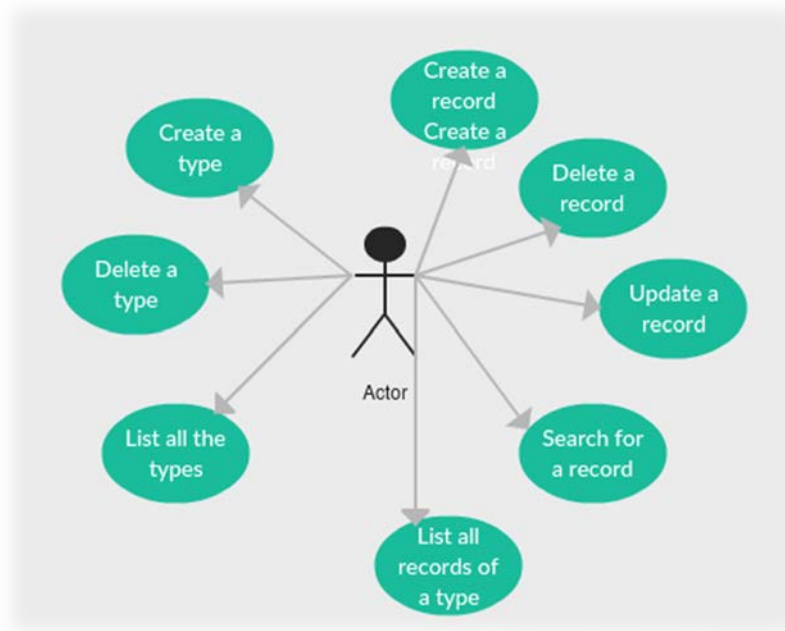 Create a
record
Create a
record
Create a
type
Delete a
record
Delete a
type
Update a
record
Actor
List all the
types
Search for
a record
List all
records of
a type